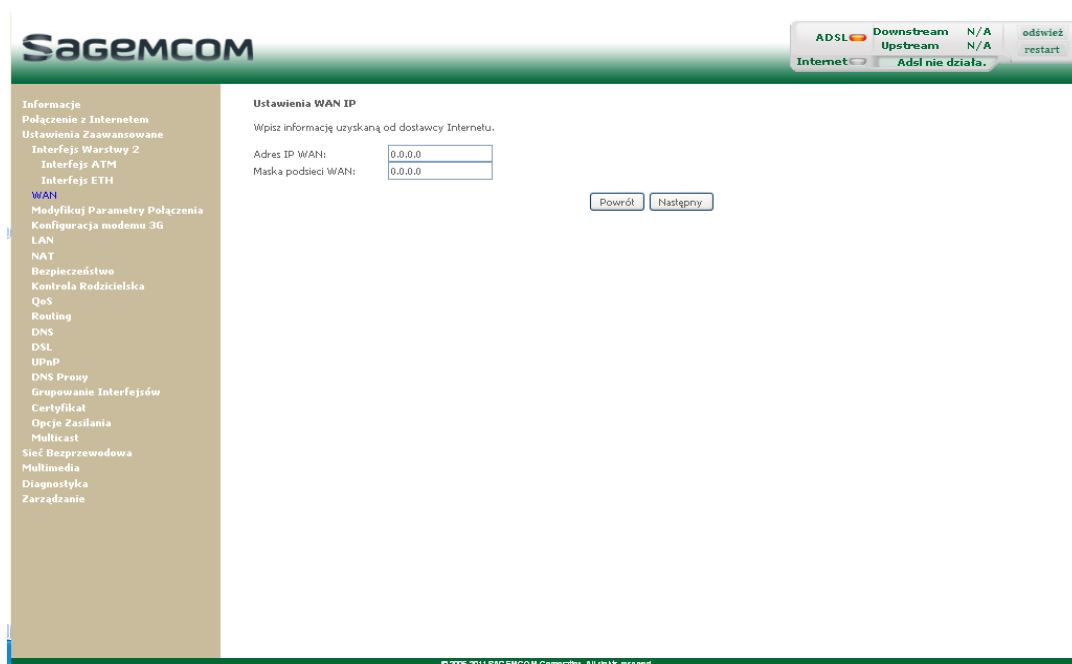 Sagemcom
ADSL Downstream N/A
Upstream N/A
Internet Adsl nie działa.
odśwież
restart
Informacje
Połączenie z Internetem
Ustawienia Zaawansowane
Interfejs Warstwy 2
Interfejs ATM
Interfejs ETH
WAN
Modyfikuj Parametry Połączenia
Konfiguracja modemu 3G
LAN
NAT
Bezpieczeństwo
Kontrola Rodzicielska
QoS
Routing
DNS
DSL
UPnP
DNS Proxy
Grupowanie Interfejsów
Certyfikat
Opcje Zasilania
Multicast
Sieć Bezprzewodowa
Multimedia
Diagnostyka
Zarządzanie
Ustawienia WAN IP
Wpisz informację uzyskaną od dostawcy Internetu.
Adres IP WAN: 0.0.0.0
Maska podsieci WAN: 0.0.0.0
Powrót Następny